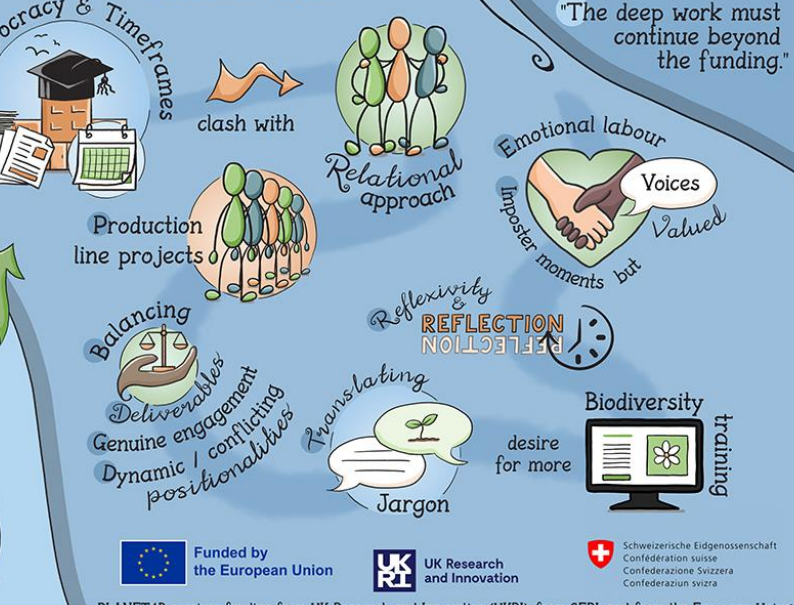 ocracy & Timeframes
"The deep work must
continue beyond
the funding."
clash with
Relational
approach
Emotional labour
Voices
Valued
Imposter moments but
Production
line projects
Reflexivity
&
REFLECTION
REFLECTION
Balancing
Deliverables
Genuine engagement
Dynamic / conflicting
positionalities
Translating
Jargon
desire
for more
Biodiversity
training
Funded by
the European Union
UK
RI
UK Research
and Innovation
Schweizerische Eidgenossenschaft
Confédération suisse
Confederazione Svizzera
Confederaziun svizra